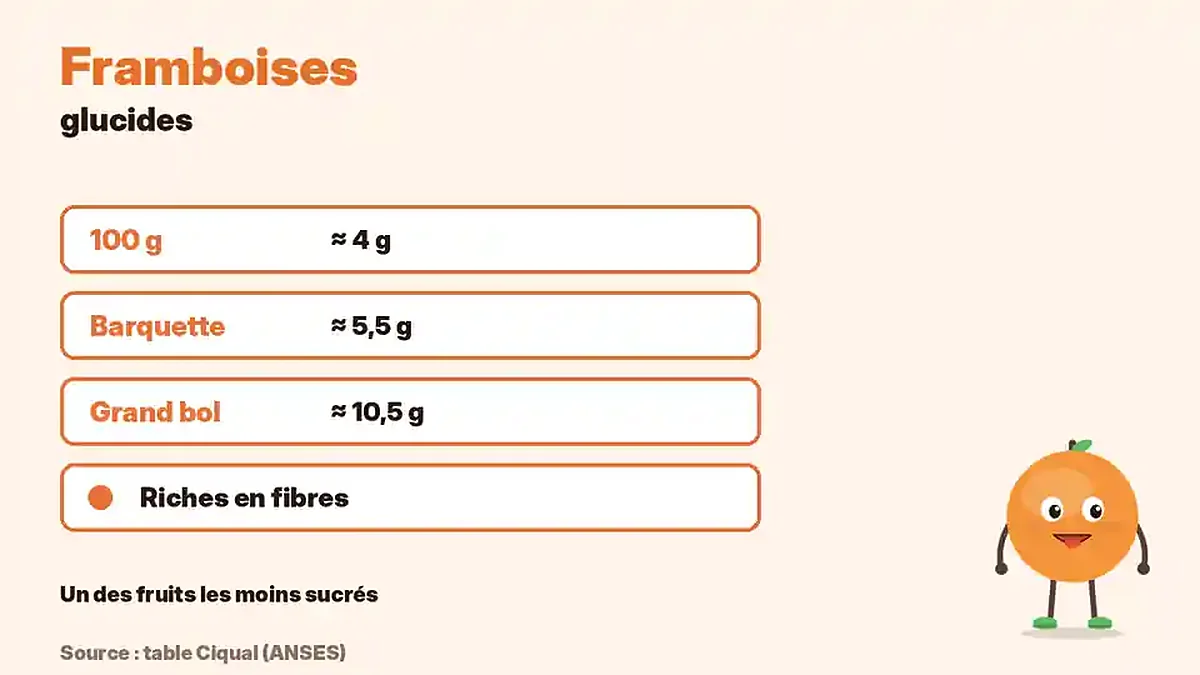 Framboises
glucides
100 g ≈ 4 g
Barquette ≈ 5,5 g
Grand bol ≈ 10,5 g
Riches en fibres
Un des fruits les moins sucrés
Source : table Ciqual (ANSES)